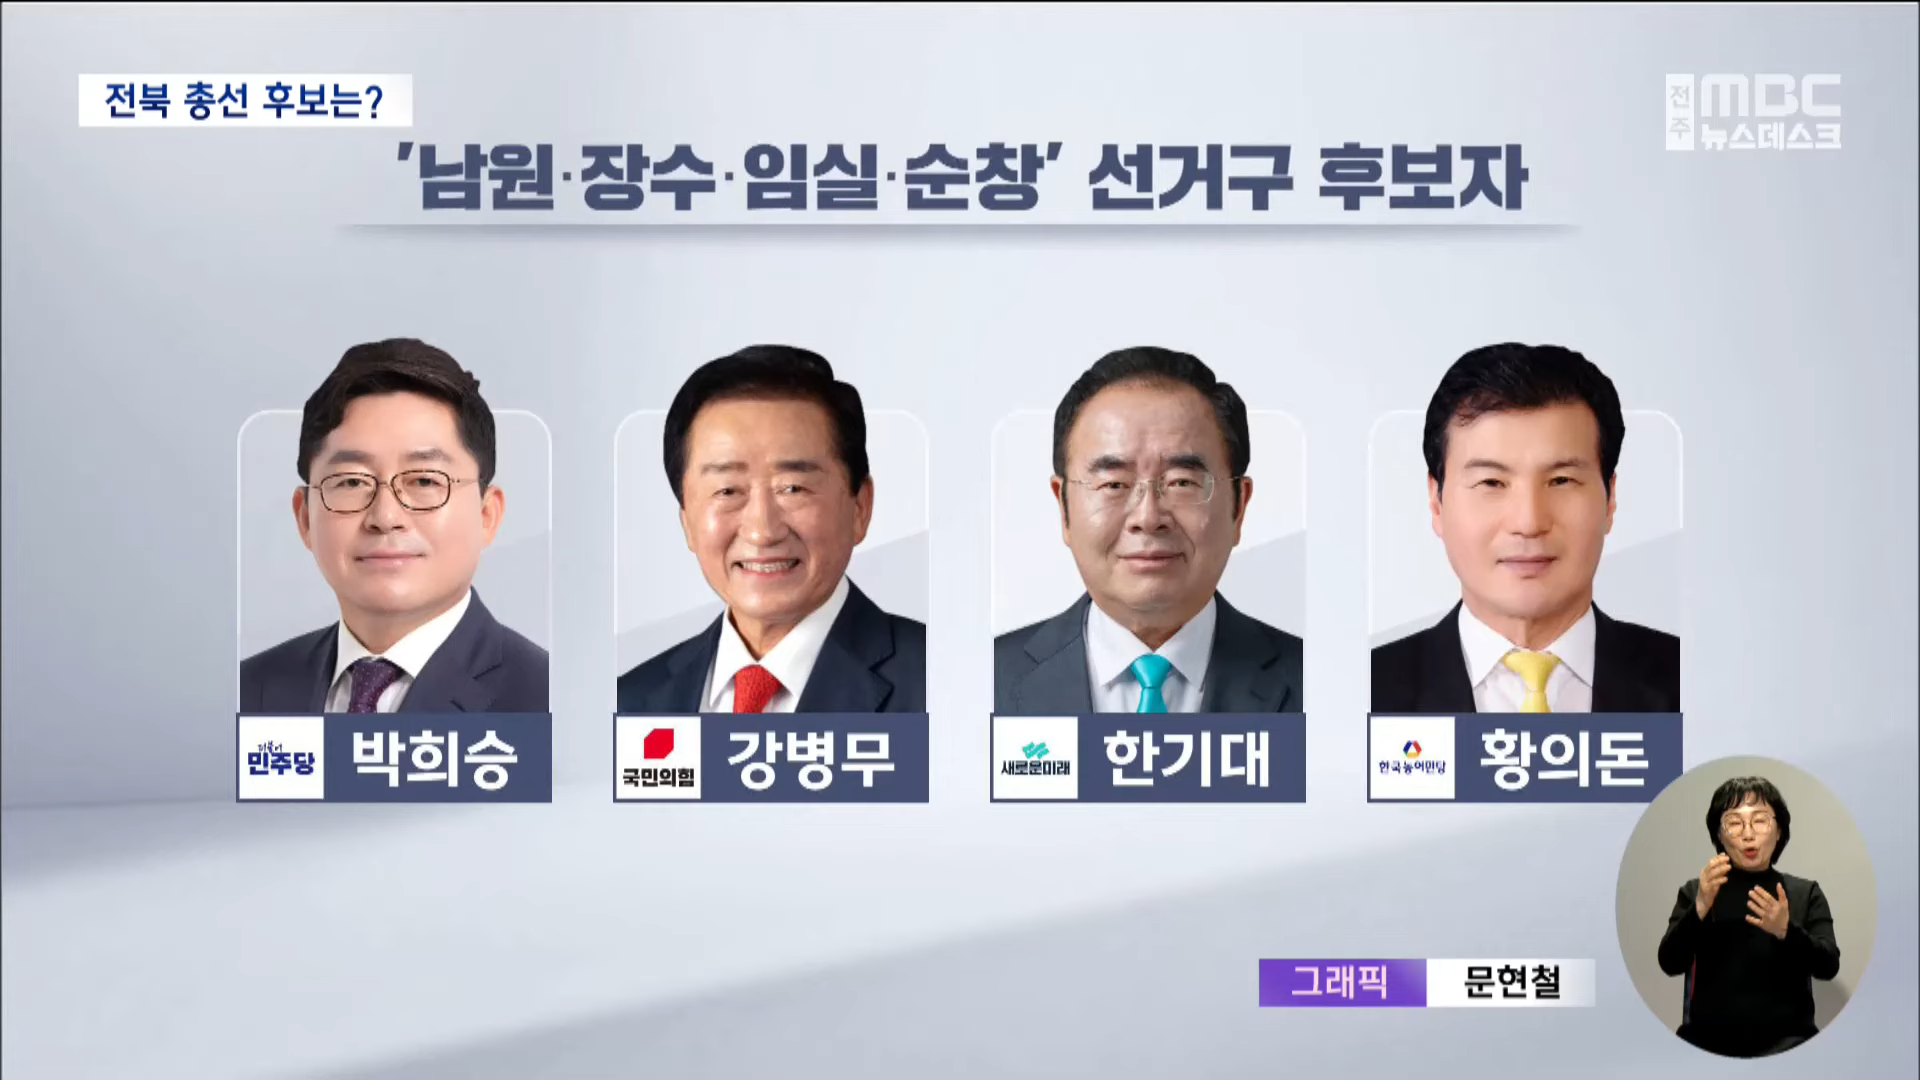 전북 총선 후보는?
전주 MBC 뉴스데스크
'남원·장수·임실·순창' 선거구 후보자
더불어 민주당 박희승
국민의힘 강병무
새로운미래 한기대
한국농어민당 황의돈
그래픽 문현철